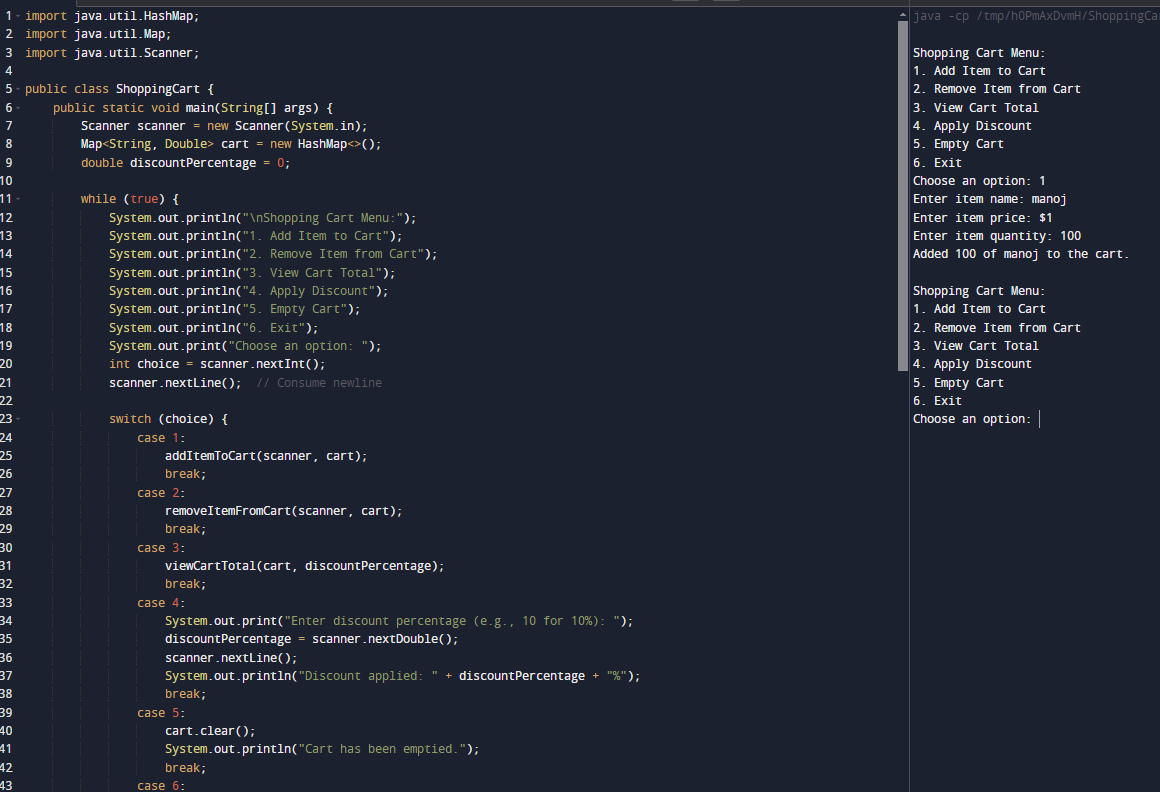 1 import java.util.HashMap;
2 import java.util.Map;
3 import java.util.Scanner;
4
5 public class ShoppingCart {
6     public static void main(String[] args) {
7         Scanner scanner = new Scanner(System.in);
8         Map<String, Double> cart = new HashMap<>();
9         double discountPercentage = 0;
10
11         while (true) {
12             System.out.println("\nShopping Cart Menu:");
13             System.out.println("1. Add Item to Cart");
14             System.out.println("2. Remove Item from Cart");
15             System.out.println("3. View Cart Total");
16             System.out.println("4. Apply Discount");
17             System.out.println("5. Empty Cart");
18             System.out.println("6. Exit");
19             System.out.print("Choose an option: ");
20             int choice = scanner.nextInt();
21             scanner.nextLine();  // Consume newline
22
23             switch (choice) {
24                 case 1:
25                     addItemToCart(scanner, cart);
26                     break;
27                 case 2:
28                     removeItemFromCart(scanner, cart);
29                     break;
30                 case 3:
31                     viewCartTotal(cart, discountPercentage);
32                     break;
33                 case 4:
34                     System.out.print("Enter discount percentage (e.g., 10 for 10%): ");
35                     discountPercentage = scanner.nextDouble();
36                     scanner.nextLine();
37                     System.out.println("Discount applied: " + discountPercentage + "%");
38                     break;
39                 case 5:
40                     cart.clear();
41                     System.out.println("Cart has been emptied.");
42                     break;
43                 case 6:
java -cp /tmp/h0PmAxDvmH/ShoppingCa
Shopping Cart Menu:
1. Add Item to Cart
2. Remove Item from Cart
3. View Cart Total
4. Apply Discount
5. Empty Cart
6. Exit
Choose an option: 1
Enter item name: manoj
Enter item price: $1
Enter item quantity: 100
Added 100 of manoj to the cart.
Shopping Cart Menu:
1. Add Item to Cart
2. Remove Item from Cart
3. View Cart Total
4. Apply Discount
5. Empty Cart
6. Exit
Choose an option: